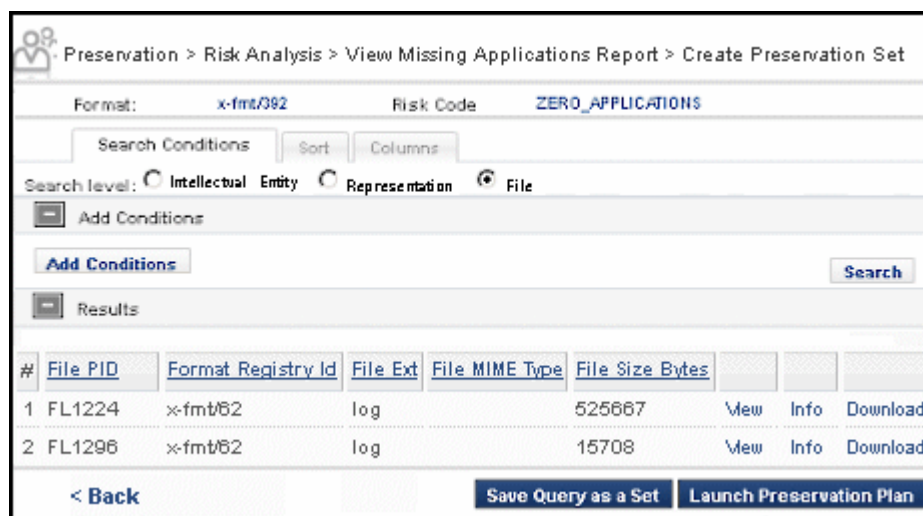 Preservation > Risk Analysis > View Missing Applications Report > Create Preservation Set
Format: x-fmt/392 Risk Code ZERO_APPLICATIONS
Search Conditions Sort Columns
Search level: Intellectual Entity Representation File
Add Conditions
Add Conditions
Search
Results
# File PID Format Registry Id File Ext File MIME Type File Size Bytes
1 FL1224 x-fmt/62 log 525667 View Info Download
2 FL1296 x-fmt/62 log 15708 View Info Download
< Back Save Query as a Set Launch Preservation Plan